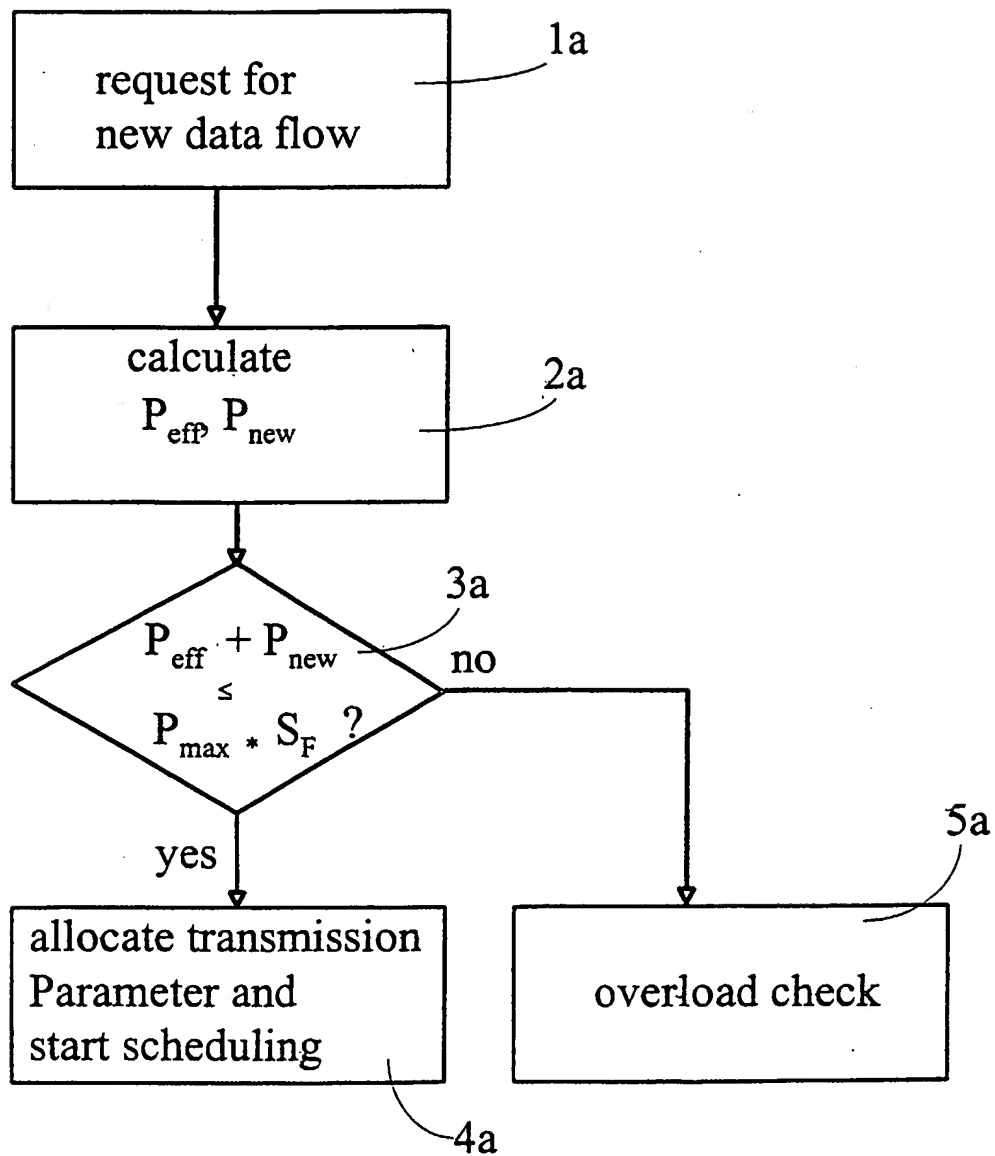 1a
request for
new data flow
calculate
2a
P_eff, P_new
3a
P_eff + P_new
no
≤
P_max * S_F ?
5a
yes
allocate transmission
Parameter and
overload check
start scheduling
4a